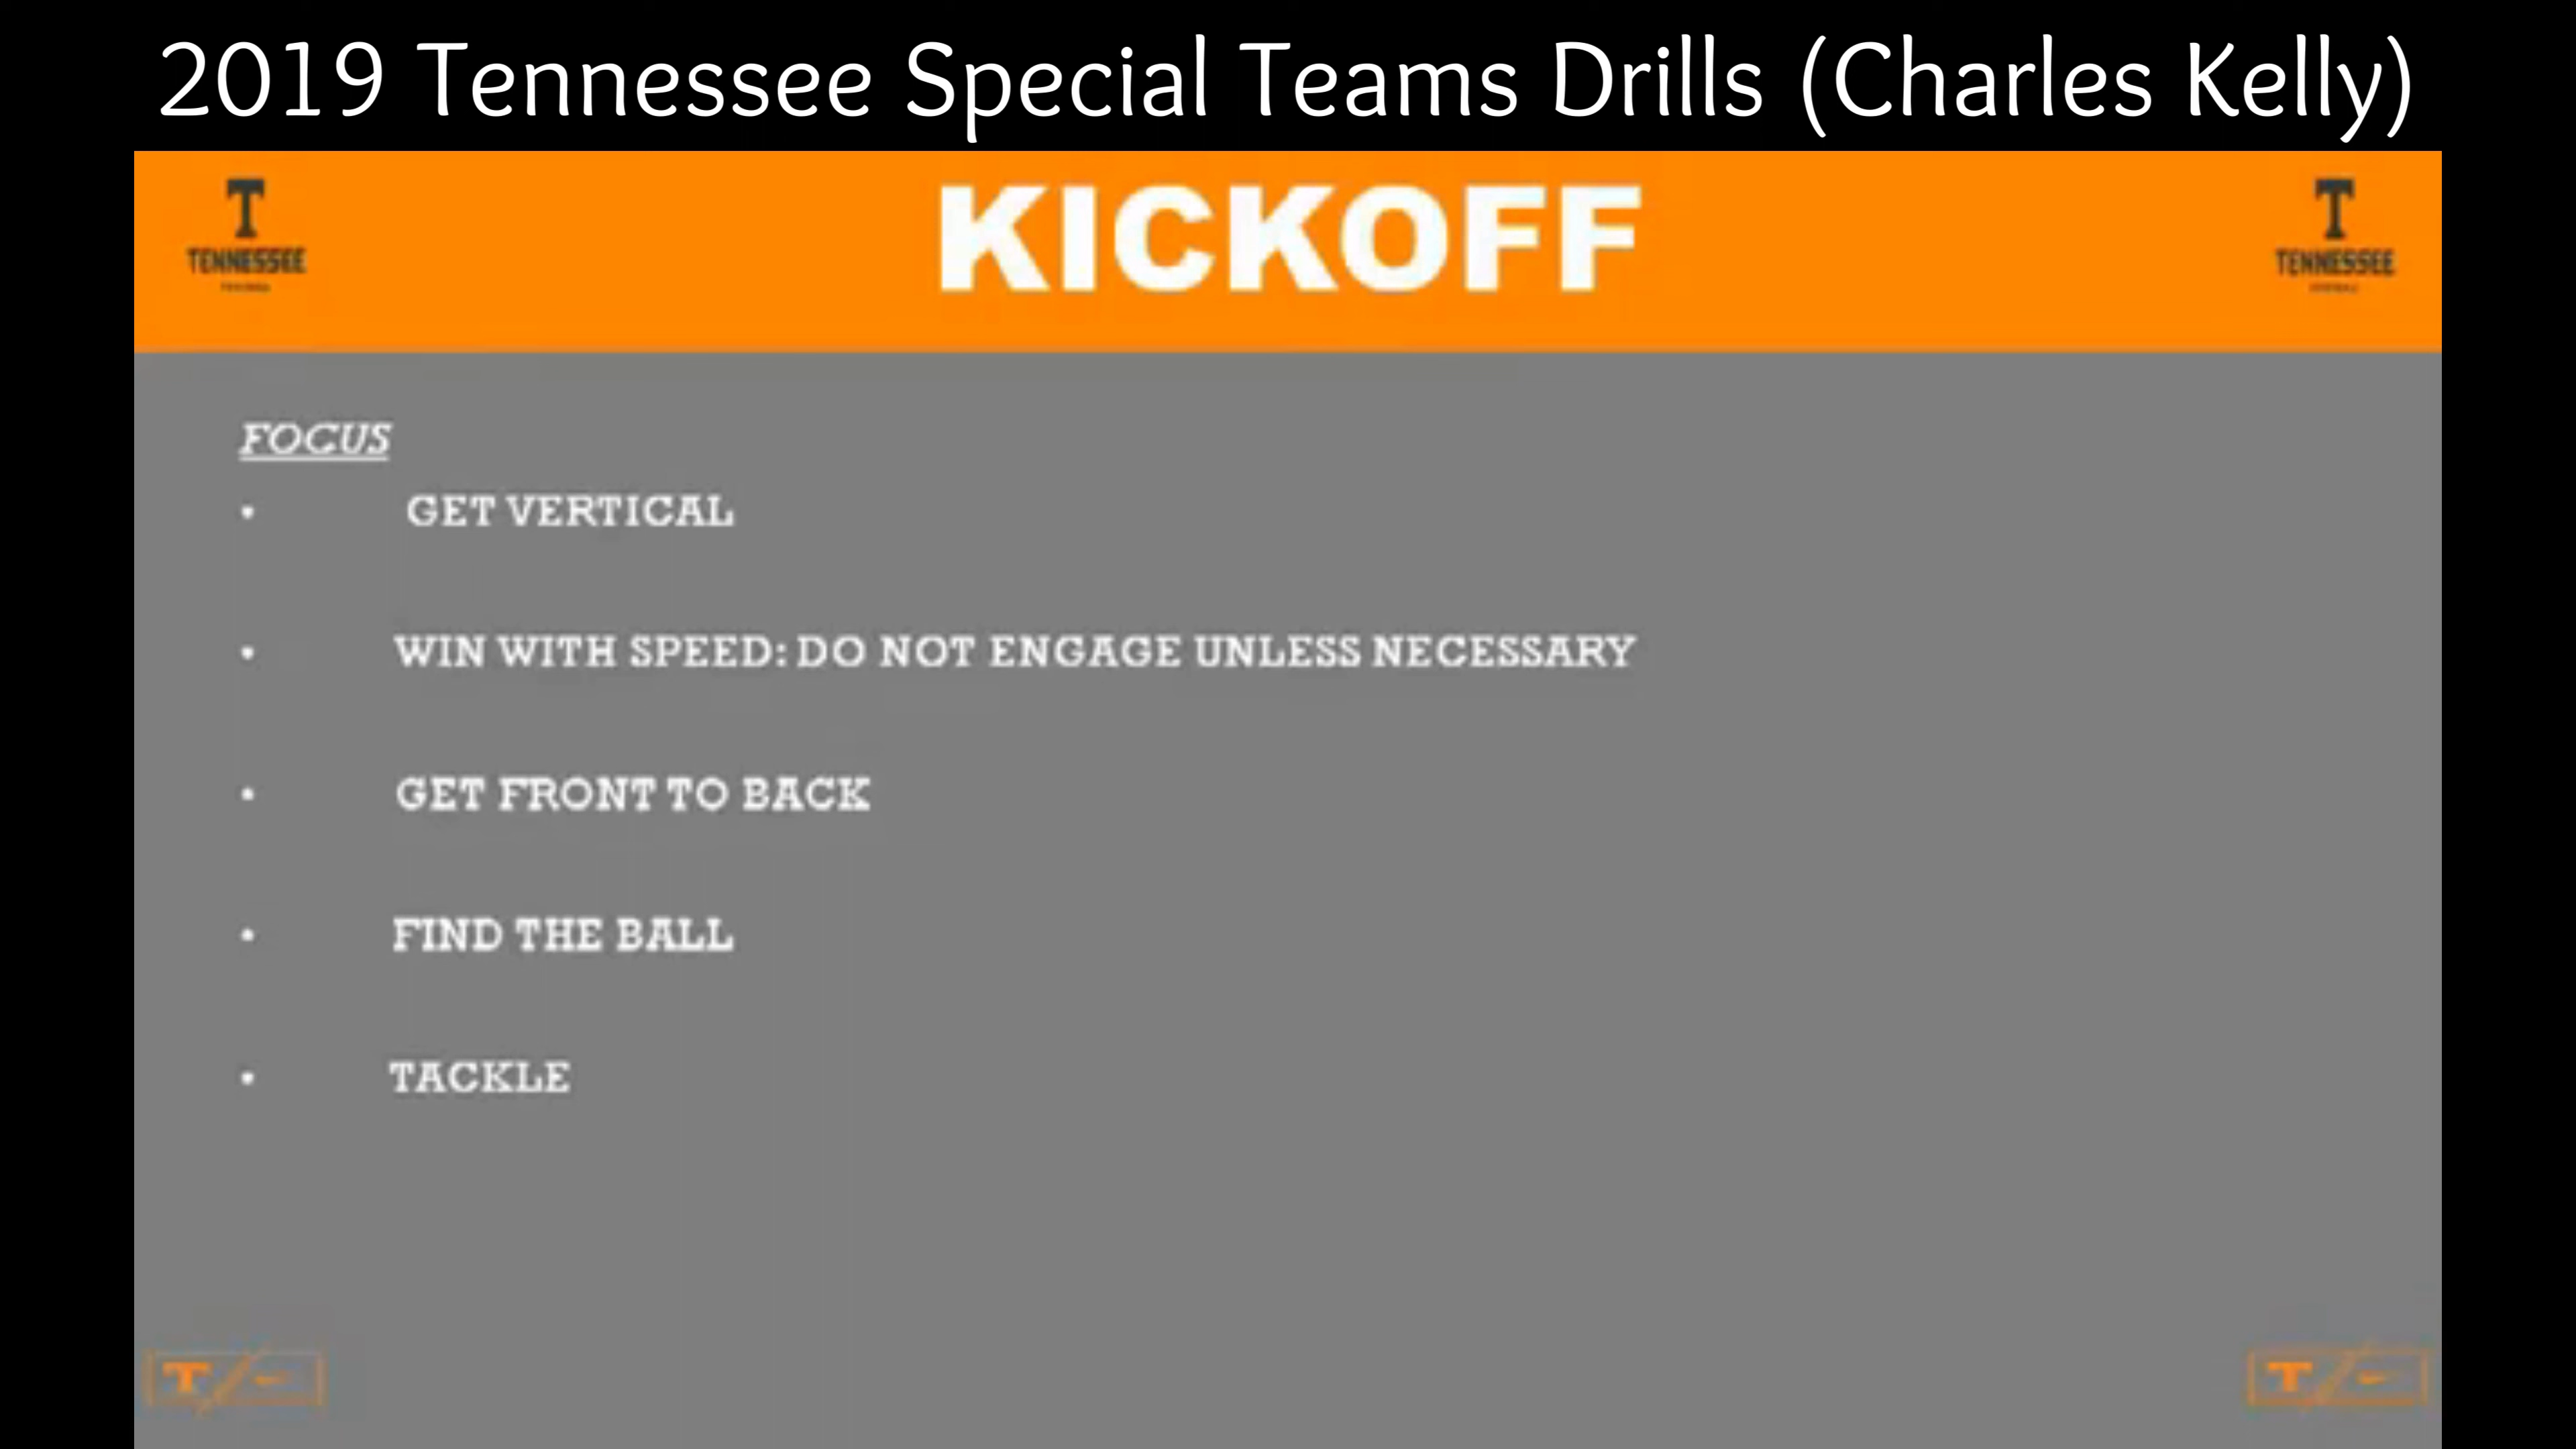 2019 Tennessee Special Teams Drills (Charles Kelly)
KICKOFF
T
TENNESSEE
T
TENNESSEE
FOCUS
• GET VERTICAL
• WIN WITH SPEED: DO NOT ENGAGE UNLESS NECESSARY
• GET FRONT TO BACK
• FIND THE BALL
• TACKLE
T
T